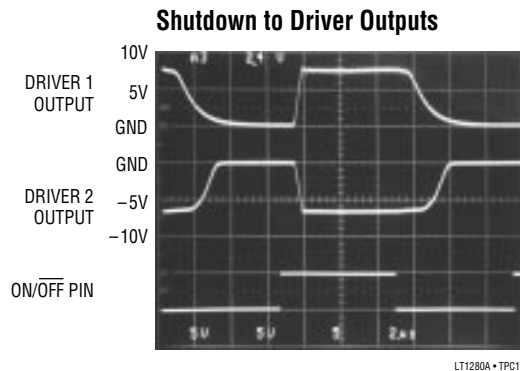 Shutdown to Driver Outputs
10V
DRIVER 1
OUTPUT
5V
GND
GND
DRIVER 2
OUTPUT
–5V
–10V
ON/OFF PIN
5V 5V 5 2µs
LT1280A • TPC1